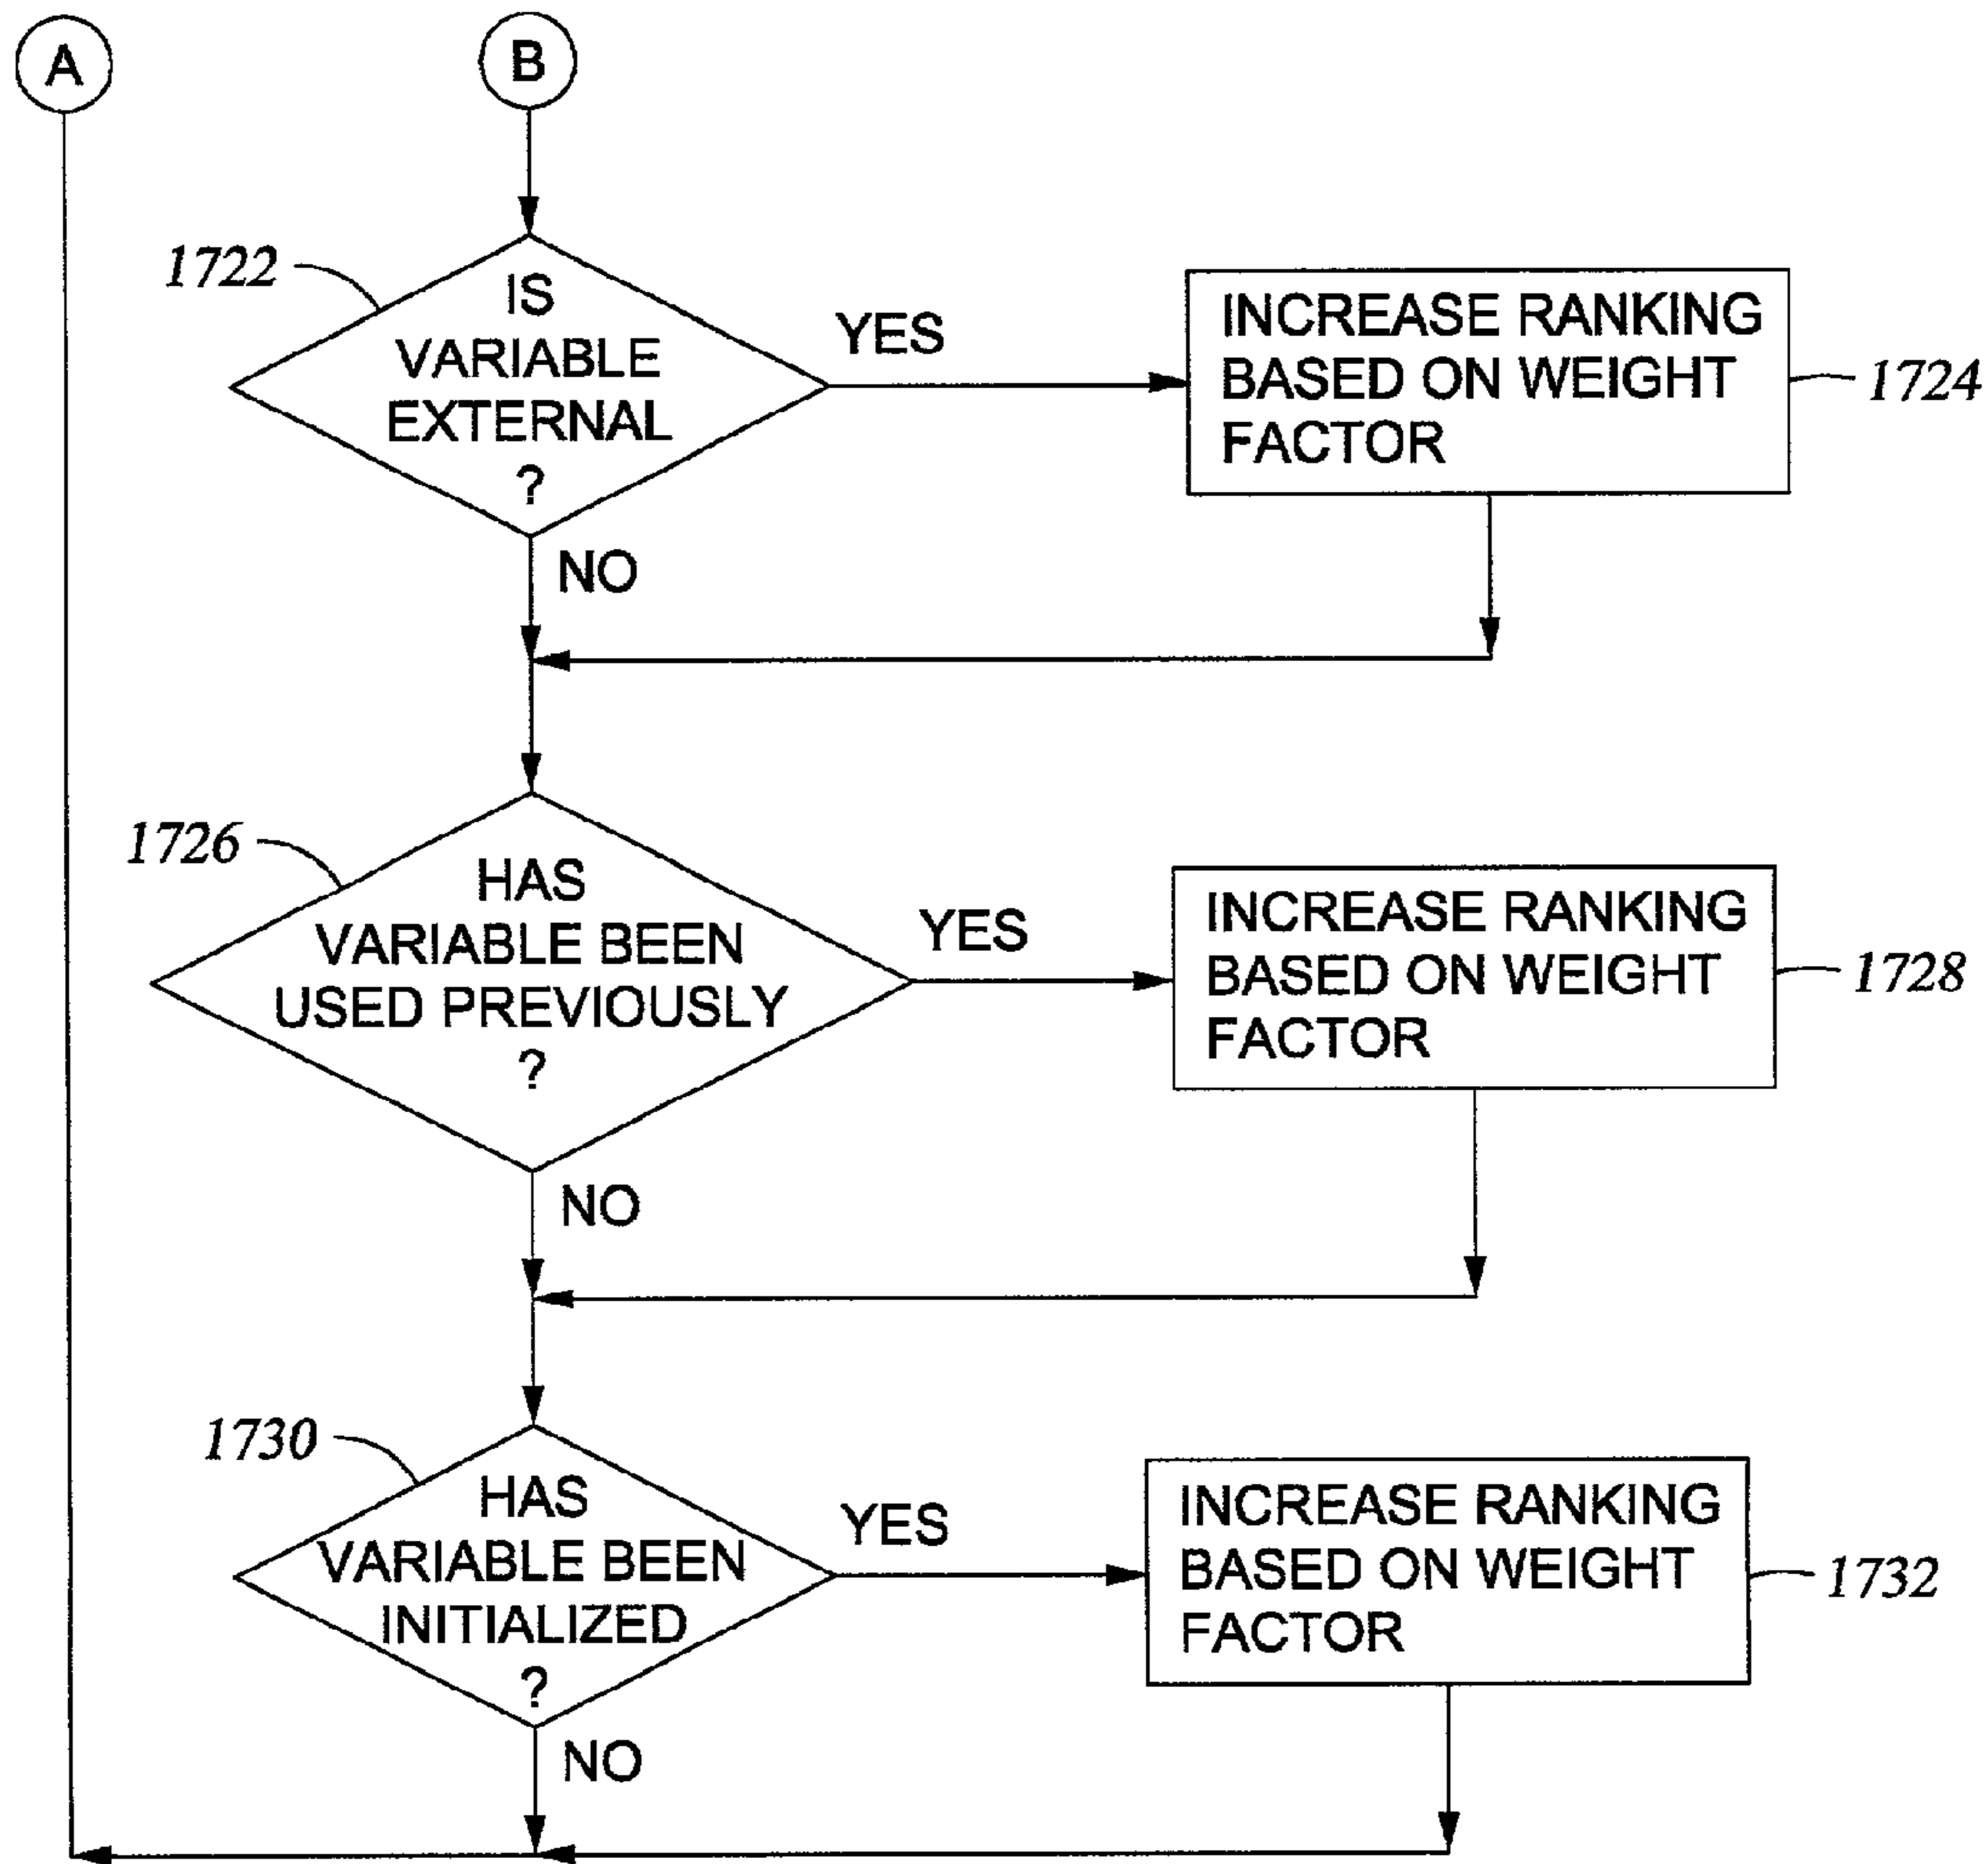 A
B
1722
IS
VARIABLE
EXTERNAL
?
YES
INCREASE RANKING
BASED ON WEIGHT
FACTOR
1724
NO
1726
HAS
VARIABLE BEEN
USED PREVIOUSLY
?
YES
INCREASE RANKING
BASED ON WEIGHT
FACTOR
1728
NO
1730
HAS
VARIABLE BEEN
INITIALIZED
?
YES
INCREASE RANKING
BASED ON WEIGHT
FACTOR
1732
NO